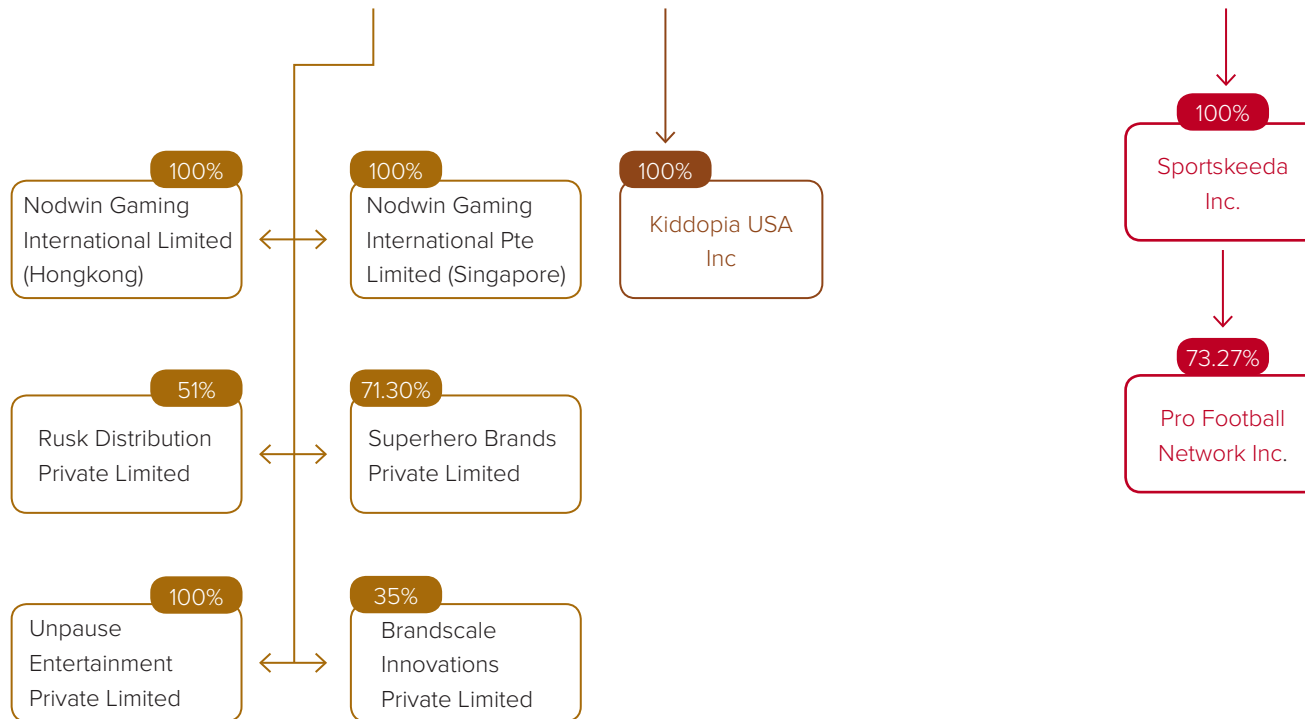 100%
Nodwin Gaming
International Limited
(Hongkong)
100%
Nodwin Gaming
International Pte
Limited (Singapore)
100%
Kiddopia USA
Inc
100%
Sportskeeda
Inc.
51%
Rusk Distribution
Private Limited
71.30%
Superhero Brands
Private Limited
73.27%
Pro Football
Network Inc.
100%
Unpause
Entertainment
Private Limited
35%
Brandscale
Innovations
Private Limited